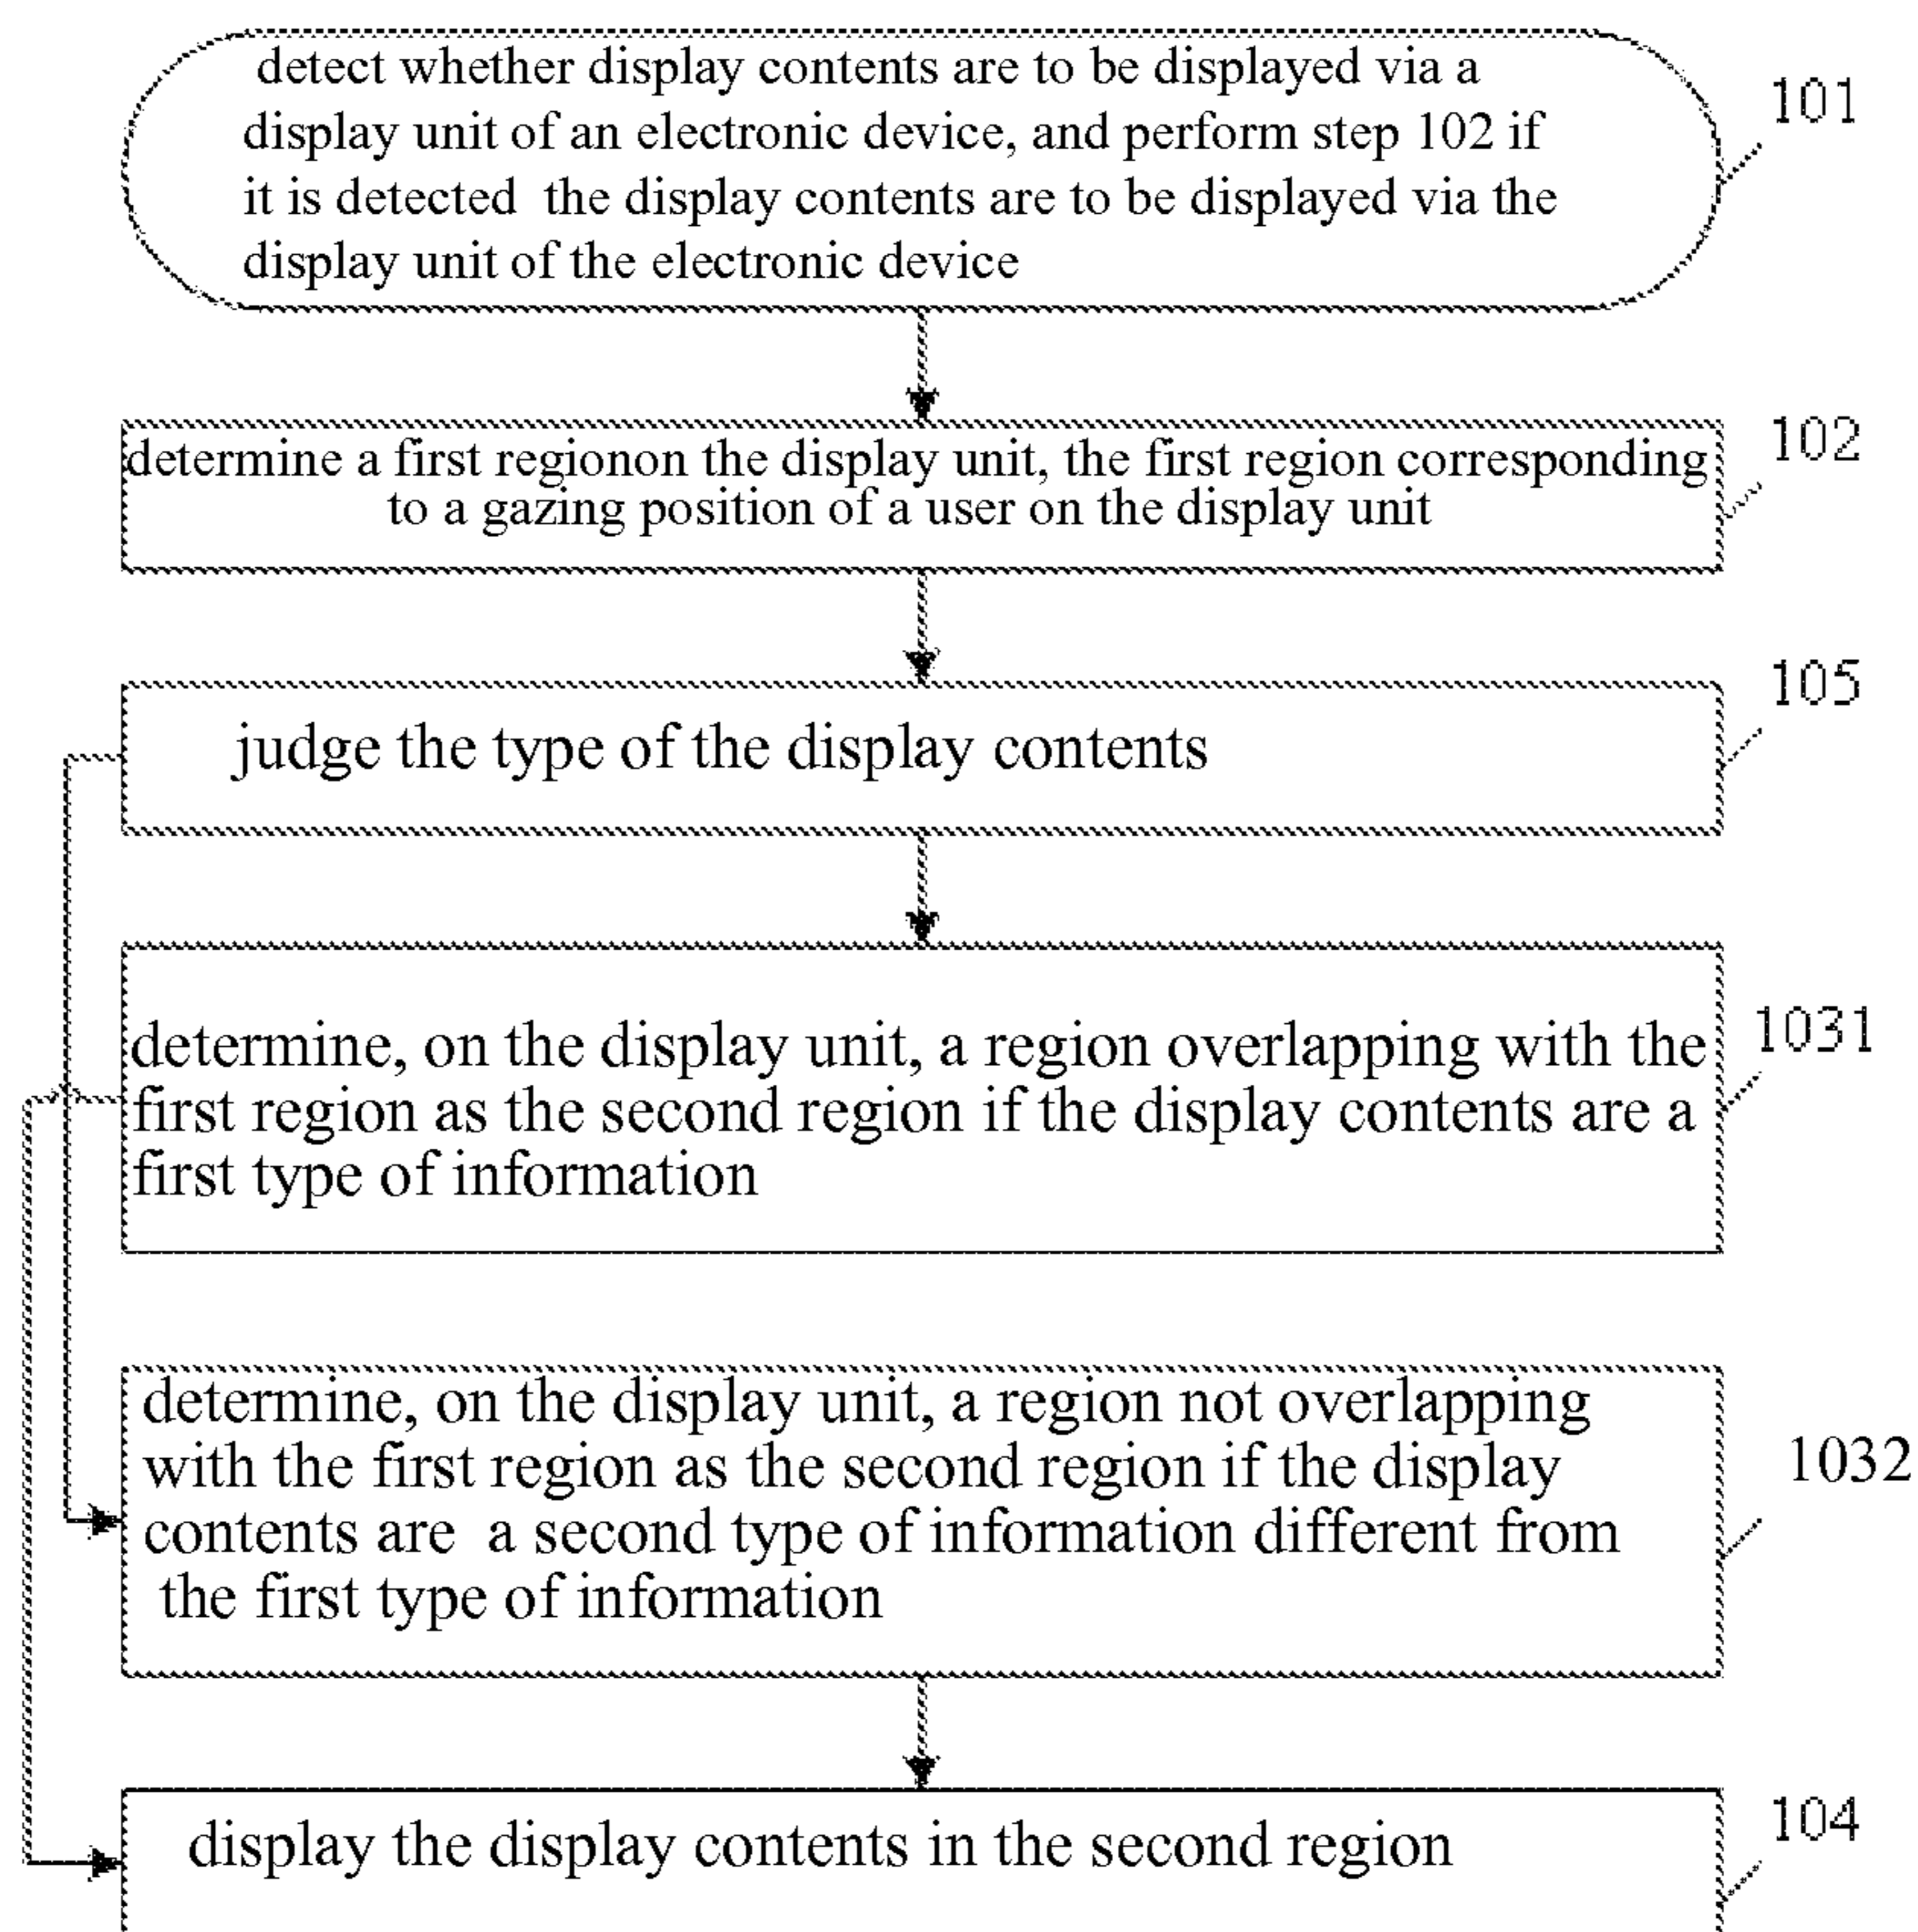 detect whether display contents are to be displayed via a
display unit of an electronic device, and perform step 102 if
it is detected the display contents are to be displayed via the
display unit of the electronic device
101
determine a first regionon the display unit, the first region corresponding
to a gazing position of a user on the display unit
102
judge the type of the display contents
105
determine, on the display unit, a region overlapping with the
first region as the second region if the display contents are a
first type of information
1031
determine, on the display unit, a region not overlapping
with the first region as the second region if the display
contents are a second type of information different from
the first type of information
1032
display the display contents in the second region
104